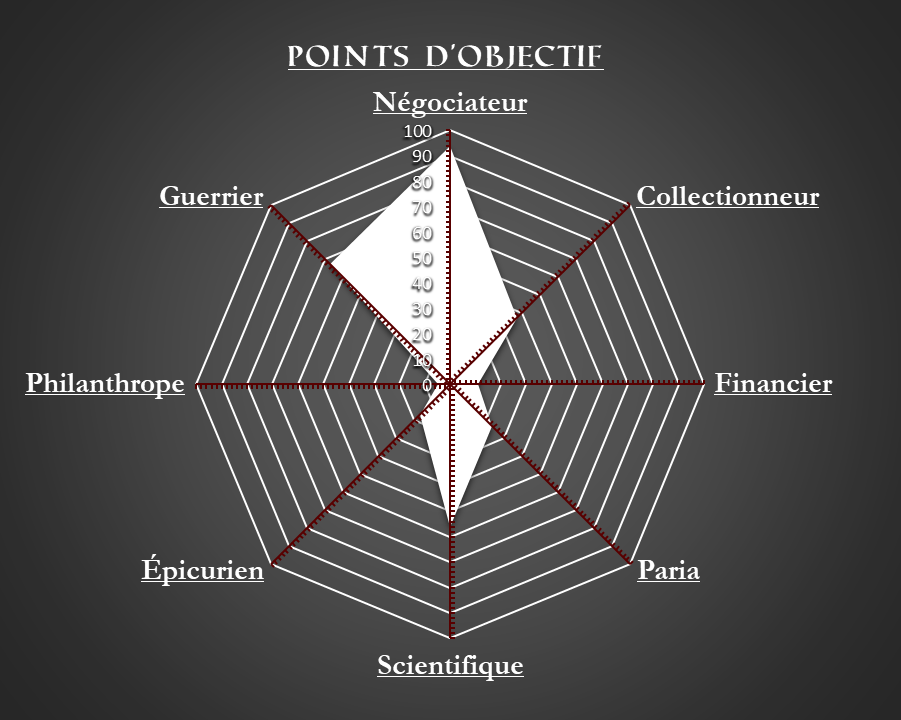 POINTS D'OBJECTIF
Négociateur
100
90
80
70
60
50
40
30
20
10
0
Guerrier
Collectionneur
Philanthrope
Financier
Épicurien
Paria
Scientifique